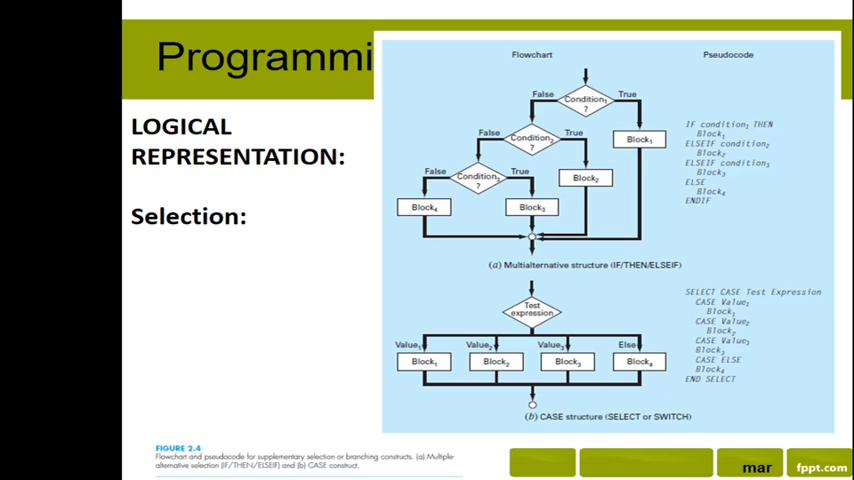 Programmi
LOGICAL
REPRESENTATION:
Selection:
Flowchart
Pseudocode
False
Condition₁
?
True
False
Condition₂
?
True
Block₁
False
Condition₃
?
True
Block₂
Block₄
Block₃
IF condition₁ THEN
Block₁
ELSEIF condition₂
Block₂
ELSEIF condition₃
Block₃
ELSE
Block₄
ENDIF
(a) Multialternative structure (IF/THEN/ELSEIF)
Test
expression
Value₁
Value₂
Value₃
Else
Block₁
Block₂
Block₃
Block₄
SELECT CASE Test Expression
CASE Value₁
Block₁
CASE Value₂
Block₂
CASE Value₃
Block₃
CASE ELSE
Block₄
END SELECT
(b) CASE structure (SELECT or SWITCH)
FIGURE 2.4
Flowchart and pseudocode for supplementary selection or branching constructs. (a) Multiple-
alternative selection (IF/THEN/ELSEIF) and (b) CASE construct.
mar
fppt.com